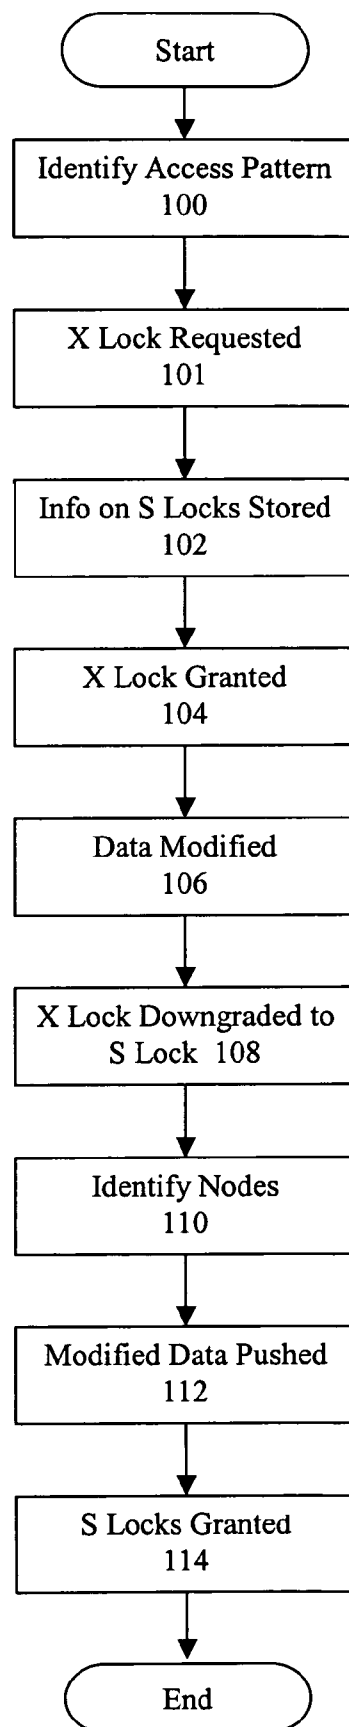 Start
Identify Access Pattern
100
X Lock Requested
101
Info on S Locks Stored
102
X Lock Granted
104
Data Modified
106
X Lock Downgraded to
S Lock 108
Identify Nodes
110
Modified Data Pushed
112
S Locks Granted
114
End